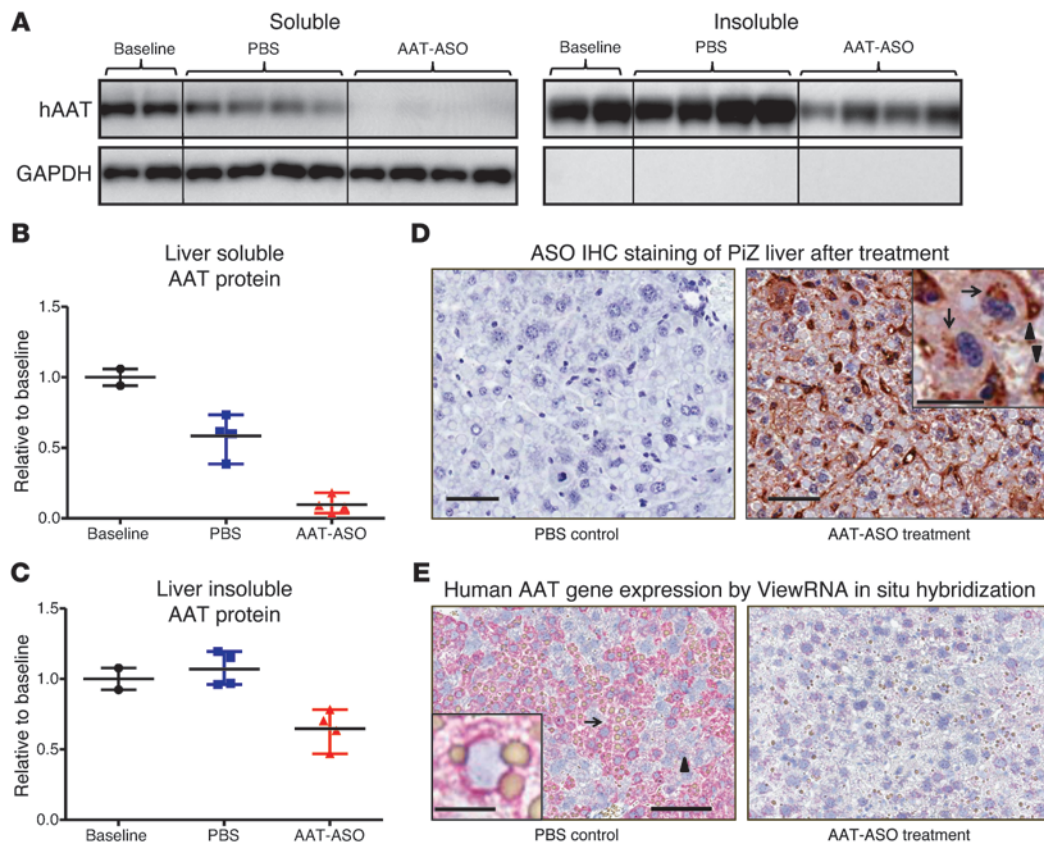 A
Soluble
Insoluble
Baseline PBS AAT-ASO
Baseline PBS AAT-ASO
hAAT
GAPDH
B
Liver soluble
AAT protein
Relative to baseline
1.5
1.0
0.5
0.0
Baseline PBS AAT-ASO
C
Liver insoluble
AAT protein
Relative to baseline
1.5
1.0
0.5
0.0
Baseline PBS AAT-ASO
D
ASO IHC staining of PiZ liver after treatment
PBS control
AAT-ASO treatment
E
Human AAT gene expression by ViewRNA in situ hybridization
PBS control
AAT-ASO treatment